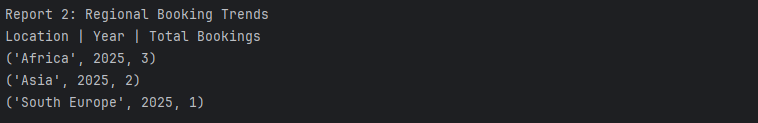 Report 2: Regional Booking Trends
Location | Year | Total Bookings
('Africa', 2025, 3)
('Asia', 2025, 2)
('South Europe', 2025, 1)